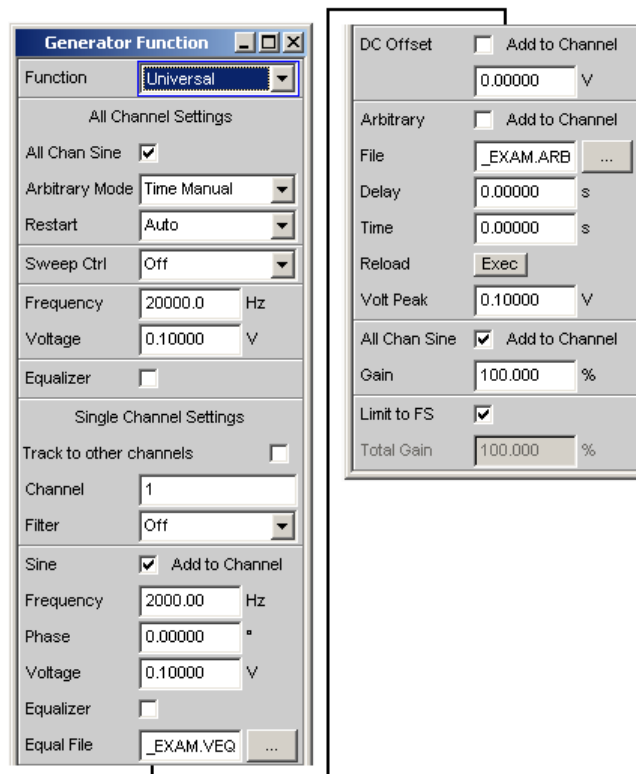 Generator Function
Function Universal
All Channel Settings
All Chan Sine
Arbitrary Mode Time Manual
Restart Auto
Sweep Ctrl Off
Frequency 20000.0 Hz
Voltage 0.10000 V
Equalizer
Single Channel Settings
Track to other channels
Channel 1
Filter Off
Sine Add to Channel
Frequency 2000.00 Hz
Phase 0.00000 °
Voltage 0.10000 V
Equalizer
Equal File _EXAM.VEQ ...
DC Offset Add to Channel
0.00000 V
Arbitrary Add to Channel
File _EXAM.ARB ...
Delay 0.00000 s
Time 0.00000 s
Reload Exec
Volt Peak 0.10000 V
All Chan Sine Add to Channel
Gain 100.000 %
Limit to FS
Total Gain 100.000 %